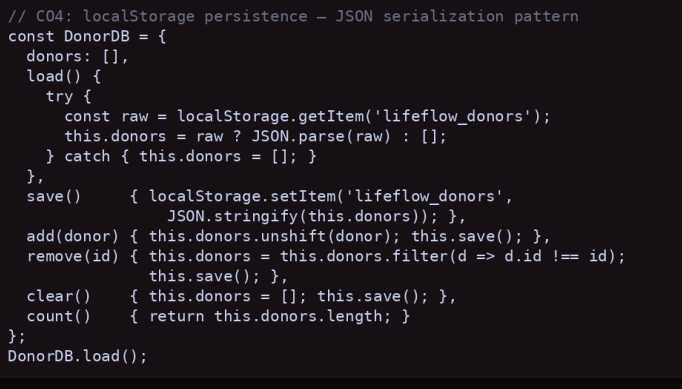 // CO4: localStorage persistence — JSON serialization pattern
const DonorDB = {
  donors: [],
  load() {
    try {
      const raw = localStorage.getItem('lifeflow_donors');
      this.donors = raw ? JSON.parse(raw) : [];
    } catch { this.donors = []; }
  },
  save()     { localStorage.setItem('lifeflow_donors',
                 JSON.stringify(this.donors)); },
  add(donor) { this.donors.unshift(donor); this.save(); },
  remove(id) { this.donors = this.donors.filter(d => d.id !== id);
               this.save(); },
  clear()    { this.donors = []; this.save(); },
  count()    { return this.donors.length; }
};
DonorDB.load();